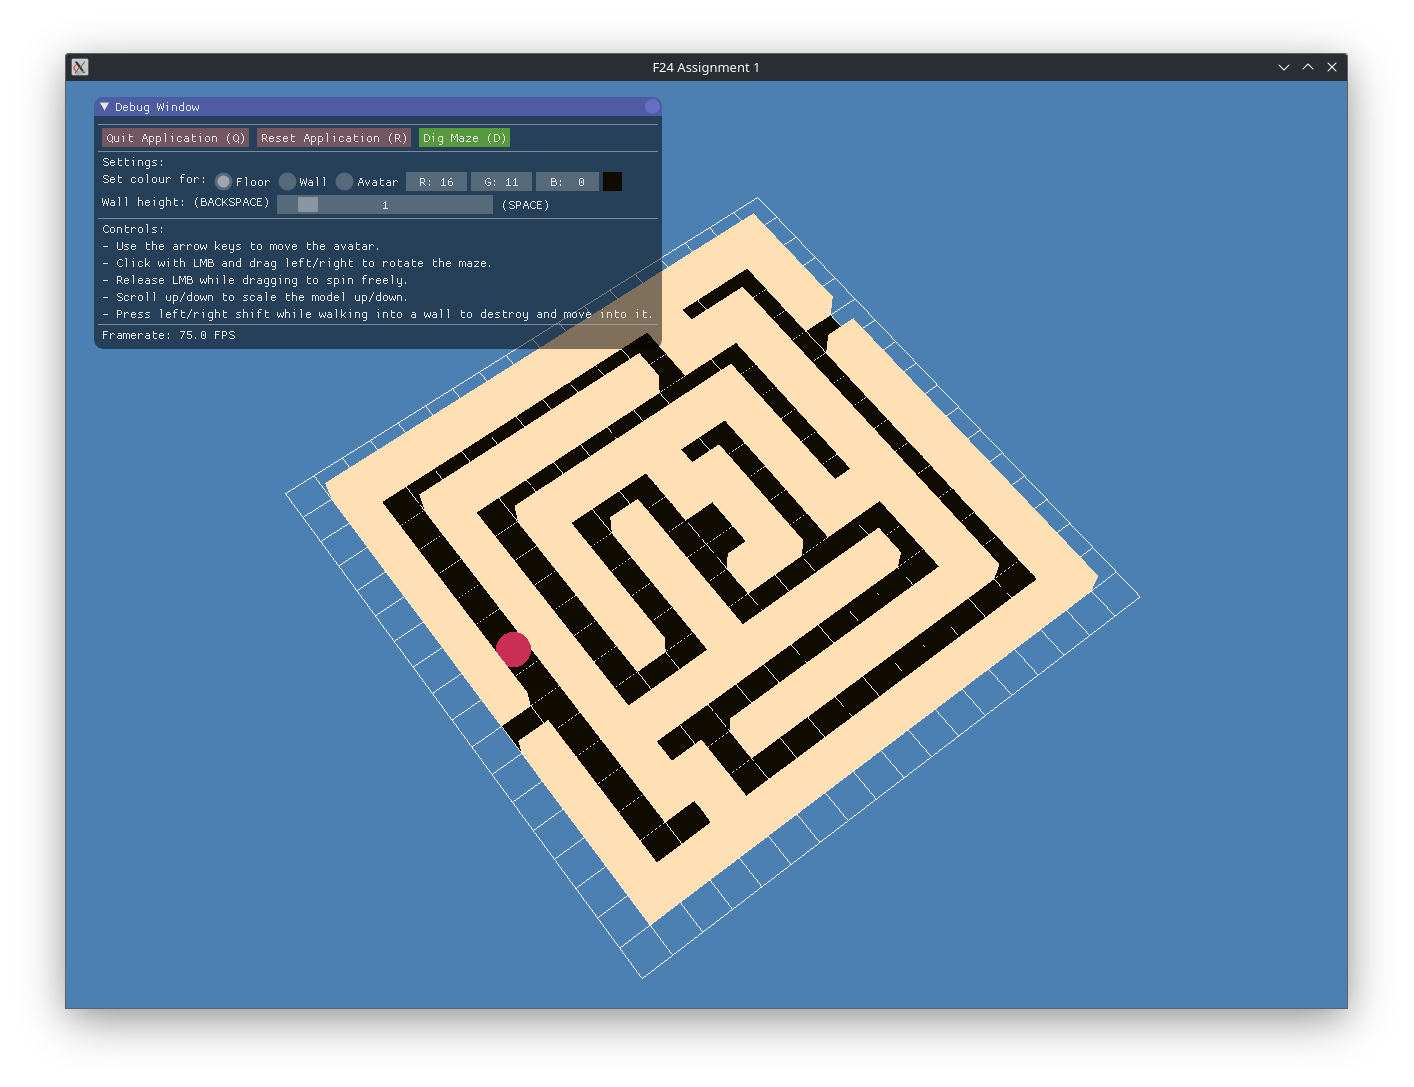 F24 Assignment 1
Debug Window
Quit Application (Q) Reset Application (R) Dig Maze (D)
Settings:
Set colour for: Floor Wall Avatar R: 16 G: 11 B: 0
Wall height: (BACKSPACE) 1 (SPACE)
Controls:
- Use the arrow keys to move the avatar.
- Click with LMB and drag left/right to rotate the maze.
- Release LMB while dragging to spin freely.
- Scroll up/down to scale the model up/down.
- Press left/right shift while walking into a wall to destroy and move into it.
Framerate: 75.0 FPS